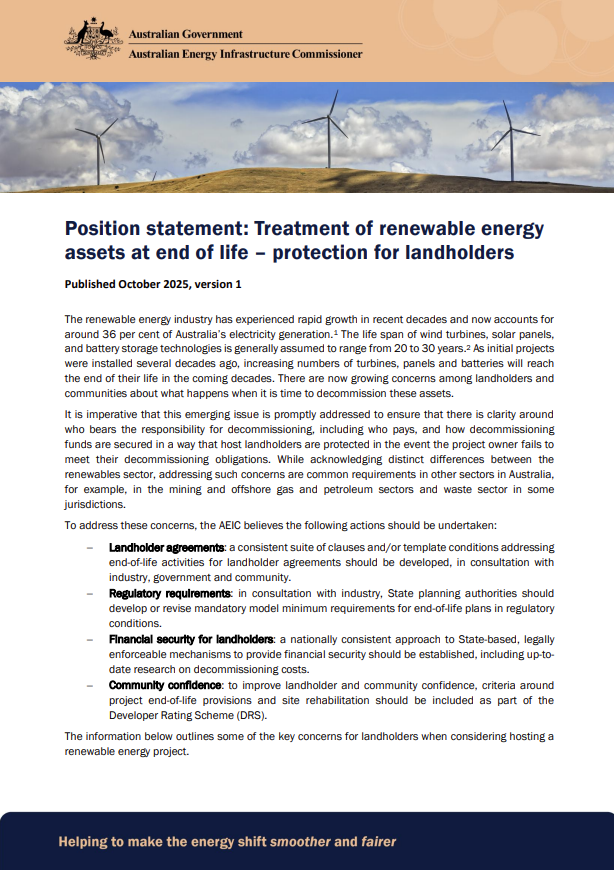 Australian Government
Australian Energy Infrastructure Commissioner
Position statement: Treatment of renewable energy
assets at end of life – protection for landholders
Published October 2025, version 1
The renewable energy industry has experienced rapid growth in recent decades and now accounts for
around 36 per cent of Australia's electricity generation.¹ The life span of wind turbines, solar panels,
and battery storage technologies is generally assumed to range from 20 to 30 years.² As initial projects
were installed several decades ago, increasing numbers of turbines, panels and batteries will reach
the end of their life in the coming decades. There are now growing concerns among landholders and
communities about what happens when it is time to decommission these assets.
It is imperative that this emerging issue is promptly addressed to ensure that there is clarity around
who bears the responsibility for decommissioning, including who pays, and how decommissioning
funds are secured in a way that host landholders are protected in the event the project owner fails to
meet their decommissioning obligations. While acknowledging distinct differences between the
renewables sector, addressing such concerns are common requirements in other sectors in Australia,
for example, in the mining and offshore gas and petroleum sectors and waste sector in some
jurisdictions.
To address these concerns, the AEIC believes the following actions should be undertaken:
– Landholder agreements: a consistent suite of clauses and/or template conditions addressing
end-of-life activities for landholder agreements should be developed, in consultation with
industry, government and community.
– Regulatory requirements: in consultation with industry, State planning authorities should
develop or revise mandatory model minimum requirements for end-of-life plans in regulatory
conditions.
– Financial security for landholders: a nationally consistent approach to State-based, legally
enforceable mechanisms to provide financial security should be established, including up-to-
date research on decommissioning costs.
– Community confidence: to improve landholder and community confidence, criteria around
project end-of-life provisions and site rehabilitation should be included as part of the
Developer Rating Scheme (DRS).
The information below outlines some of the key concerns for landholders when considering hosting a
renewable energy project.
Helping to make the energy shift smoother and fairer